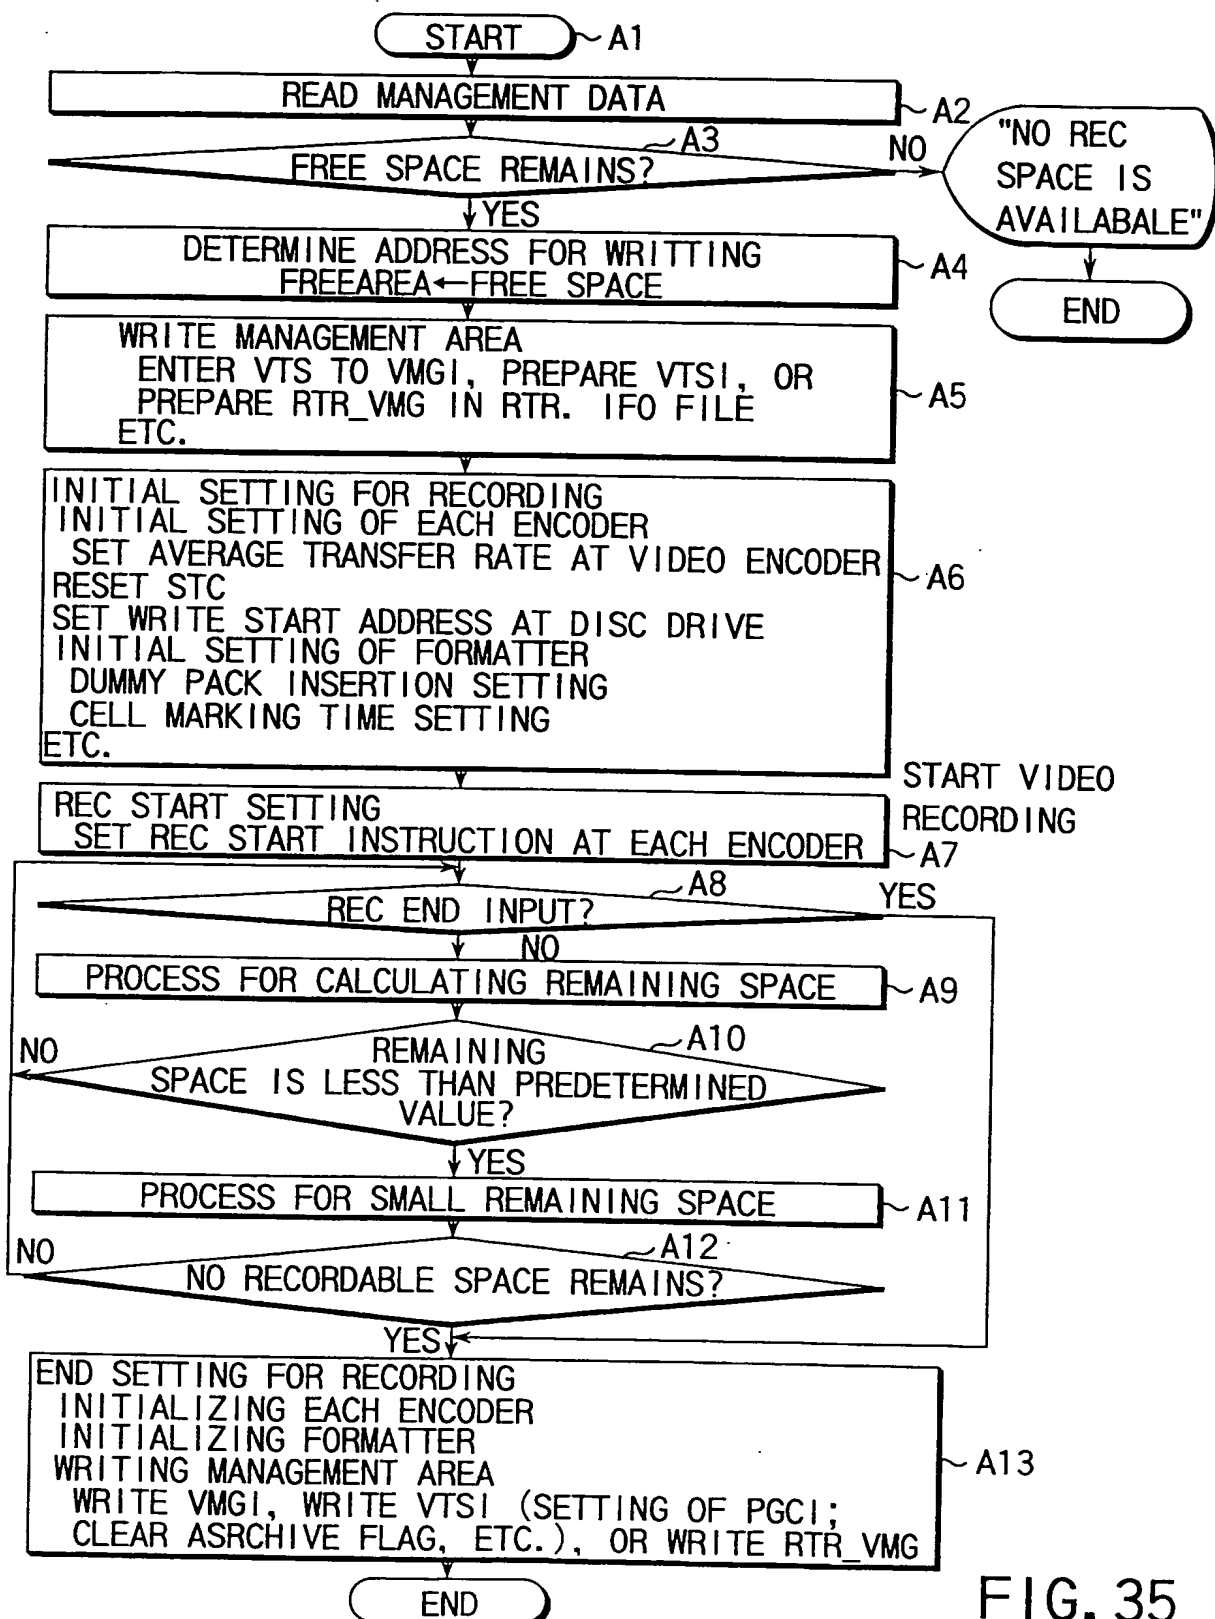 START
A1
READ MANAGEMENT DATA
A2
A3
FREE SPACE REMAINS?
NO
"NO REC
SPACE IS
AVAILABALE"
END
YES
DETERMINE ADDRESS FOR WRITTING
FREEAREA←FREE SPACE
A4
WRITE MANAGEMENT AREA
ENTER VTS TO VMGI, PREPARE VTSI, OR
PREPARE RTR_VMG IN RTR. IFO FILE
ETC.
A5
INITIAL SETTING FOR RECORDING
INITIAL SETTING OF EACH ENCODER
SET AVERAGE TRANSFER RATE AT VIDEO ENCODER
RESET STC
SET WRITE START ADDRESS AT DISC DRIVE
INITIAL SETTING OF FORMATTER
DUMMY PACK INSERTION SETTING
CELL MARKING TIME SETTING
ETC.
A6
START VIDEO
RECORDING
REC START SETTING
SET REC START INSTRUCTION AT EACH ENCODER
A7
A8
REC END INPUT?
YES
NO
PROCESS FOR CALCULATING REMAINING SPACE
A9
A10
NO
REMAINING
SPACE IS LESS THAN PREDETERMINED
VALUE?
YES
PROCESS FOR SMALL REMAINING SPACE
A11
A12
NO
NO RECORDABLE SPACE REMAINS?
YES
END SETTING FOR RECORDING
INITIALIZING EACH ENCODER
INITIALIZING FORMATTER
WRITING MANAGEMENT AREA
WRITE VMGI, WRITE VTSI (SETTING OF PGCI;
CLEAR ASRCHIVE FLAG, ETC.), OR WRITE RTR_VMG
A13
END
FIG. 35